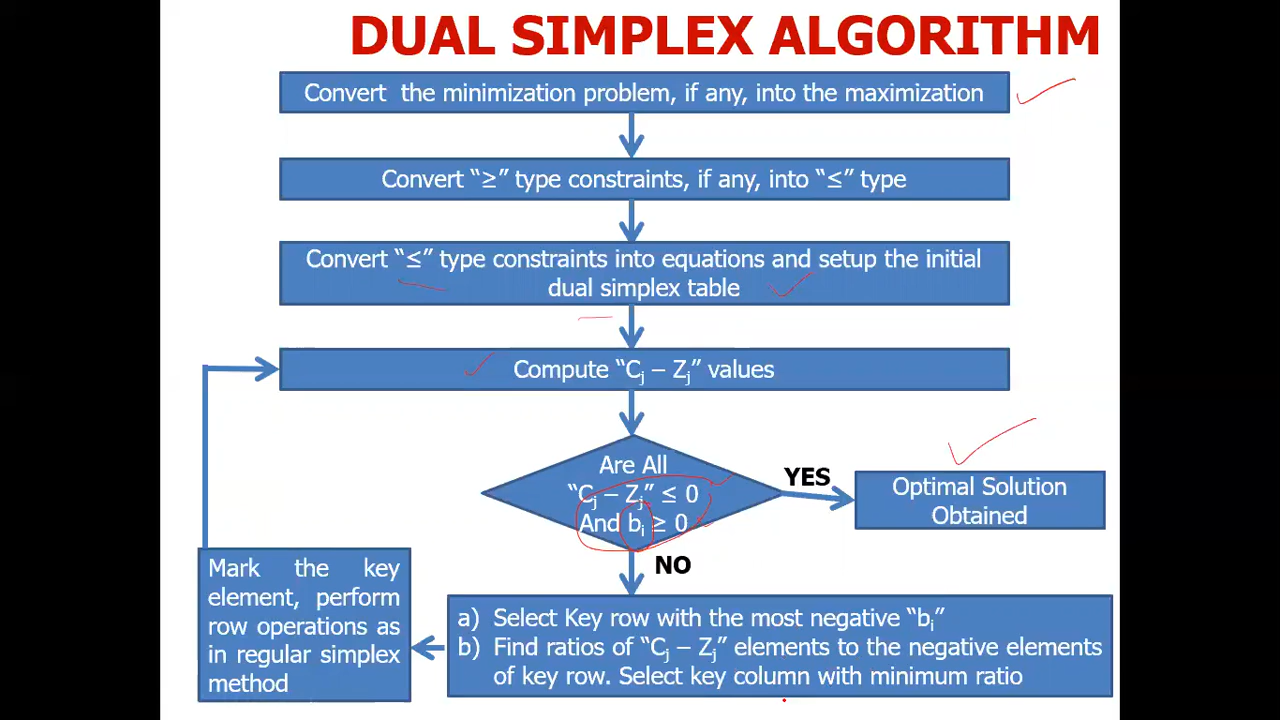 DUAL SIMPLEX ALGORITHM
Convert the minimization problem, if any, into the maximization
Convert “≥” type constraints, if any, into “≤” type
Convert “≤” type constraints into equations and setup the initial
dual simplex table
Compute “Cj – Zj” values
Are All
“Cj – Zj” ≤ 0
And bi ≥ 0
YES
Optimal Solution
Obtained
NO
a) Select Key row with the most negative “bi”
b) Find ratios of “Cj – Zj” elements to the negative elements
of key row. Select key column with minimum ratio
Mark the key
element, perform
row operations as
in regular simplex
method